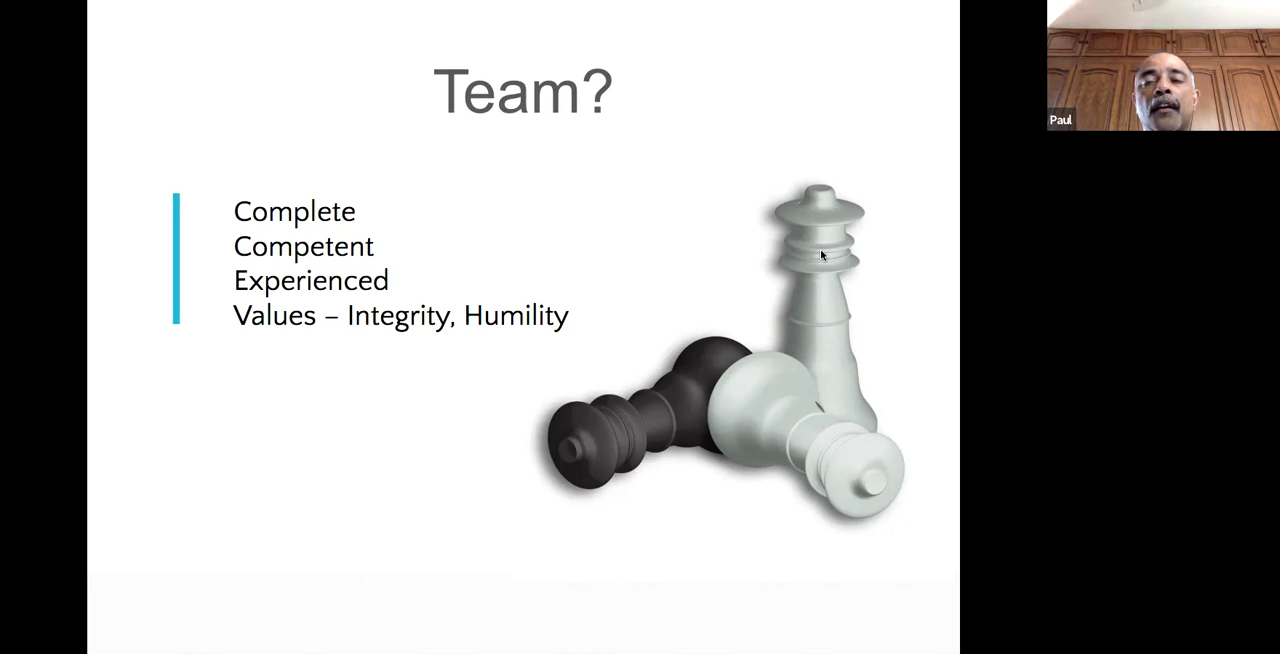 Team?
Complete
Competent
Experienced
Values – Integrity, Humility
Paul